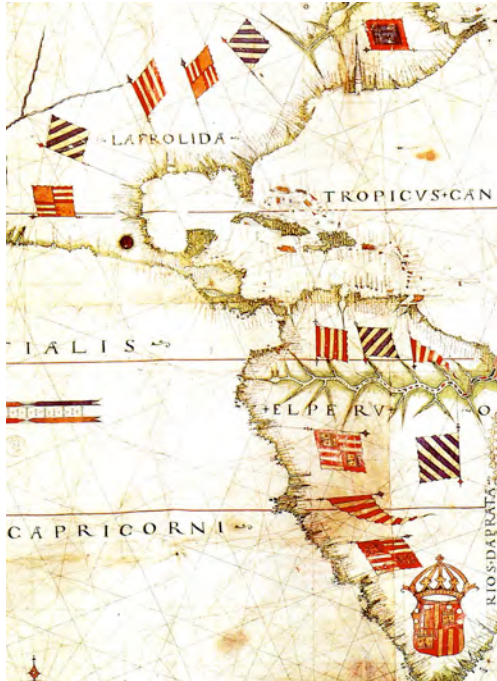 LAFROLIDA
TROPICVS+CAN
TIALIS
+ELPERV+
O
CAPRICORNI
RIOS·DAPRATA